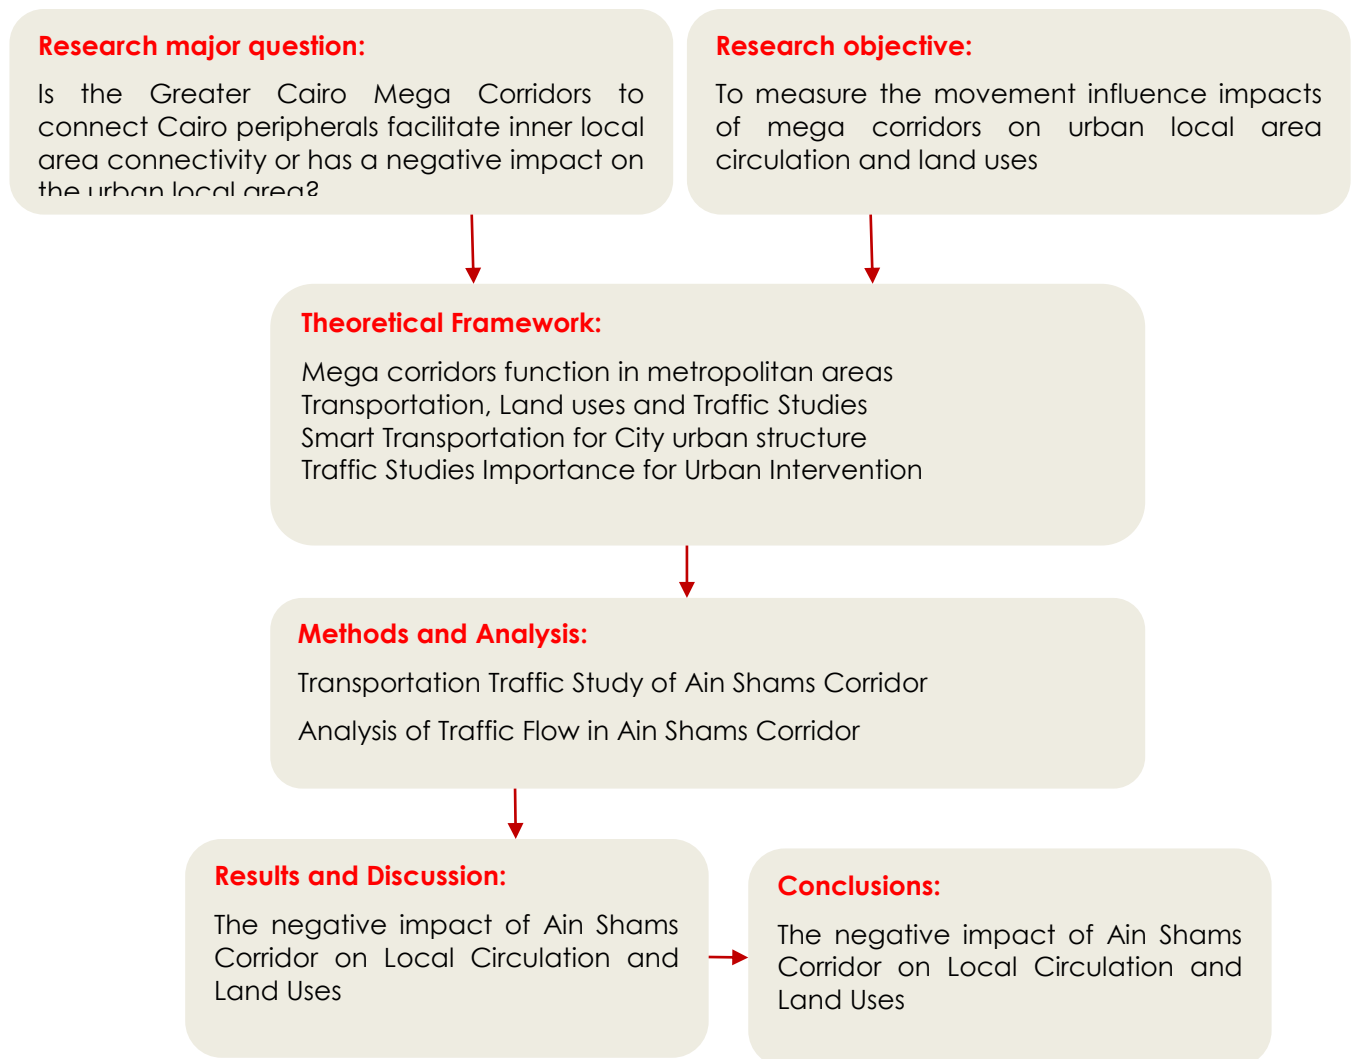 Research major question:
Is the Greater Cairo Mega Corridors to
connect Cairo peripherals facilitate inner local
area connectivity or has a negative impact on
the urban local area?
Research objective:
To measure the movement influence impacts
of mega corridors on urban local area
circulation and land uses
Theoretical Framework:
Mega corridors function in metropolitan areas
Transportation, Land uses and Traffic Studies
Smart Transportation for City urban structure
Traffic Studies Importance for Urban Intervention
Methods and Analysis:
Transportation Traffic Study of Ain Shams Corridor
Analysis of Traffic Flow in Ain Shams Corridor
Results and Discussion:
The negative impact of Ain Shams
Corridor on Local Circulation and
Land Uses
Conclusions:
The negative impact of Ain Shams
Corridor on Local Circulation and
Land Uses